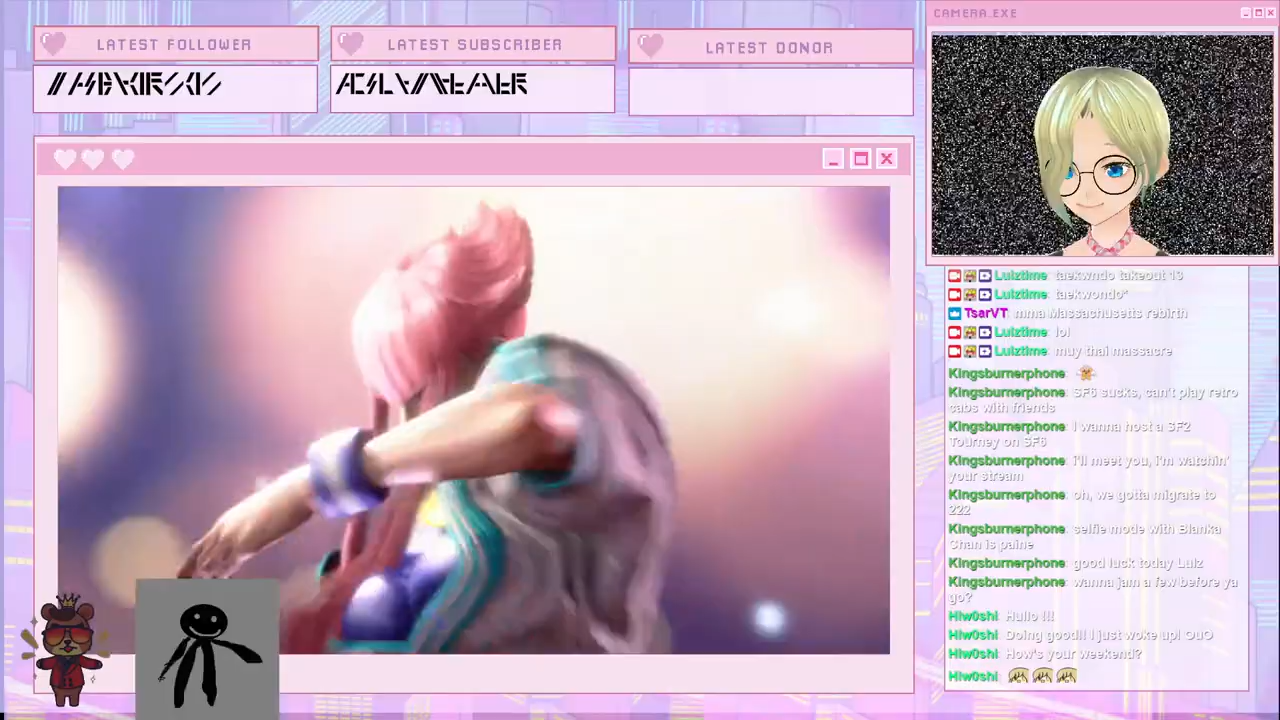 CAMERA.EXE
LATEST FOLLOWER
LATEST SUBSCRIBER
LATEST DONOR
Luiztime taekwndo takeout 13
Luiztime taekwondo*
TsarVT mma Massachusetts rebirth
Luiztime lol
Luiztime muy thai massacre
Kingsburnerphone
Kingsburnerphone SF6 sucks, can't play retro
cabs with friends
Kingsburnerphone I wanna host a SF2
Tourney on SF6
Kingsburnerphone i'll meet you, i'm watchin'
your stream
Kingsburnerphone oh, we gotta migrate to
222
Kingsburnerphone selfie mode with Blanka
Chan is paine
Kingsburnerphone good luck today Luiz
Kingsburnerphone wanna jam a few before ya
go?
Hiw0shi Hullo !!!
Hiw0shi Doing good!! I just woke up! OuO
Hiw0shi How's your weekend?
Hiw0shi